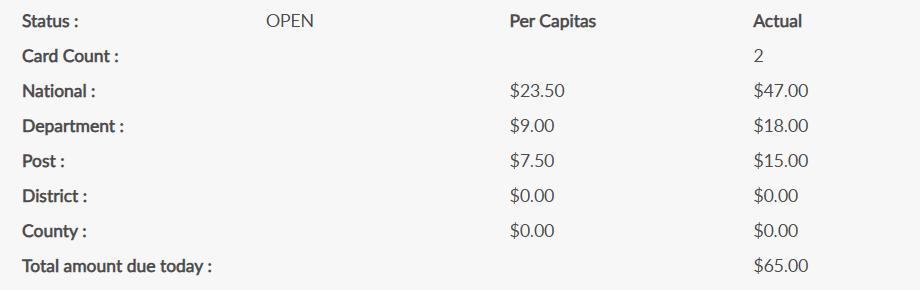 Status : OPEN Per Capitas Actual
Card Count : 2
National : $23.50 $47.00
Department : $9.00 $18.00
Post : $7.50 $15.00
District : $0.00 $0.00
County : $0.00 $0.00
Total amount due today : $65.00